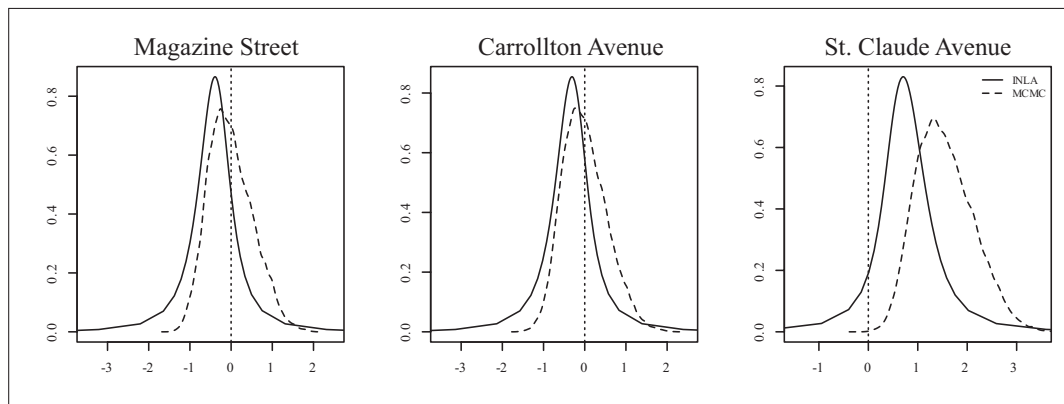 Magazine Street
0.0 0.2 0.4 0.6 0.8
-3 -2 -1 0 1 2
Carrollton Avenue
0.0 0.2 0.4 0.6 0.8
-3 -2 -1 0 1 2
St. Claude Avenue
INLA
MCMC
0.0 0.2 0.4 0.6 0.8
-1 0 1 2 3